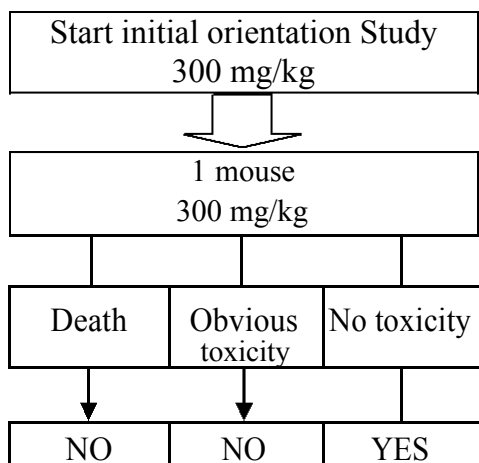 Start initial orientation Study
300 mg/kg
1 mouse
300 mg/kg
Death
Obvious
toxicity
No toxicity
NO
NO
YES